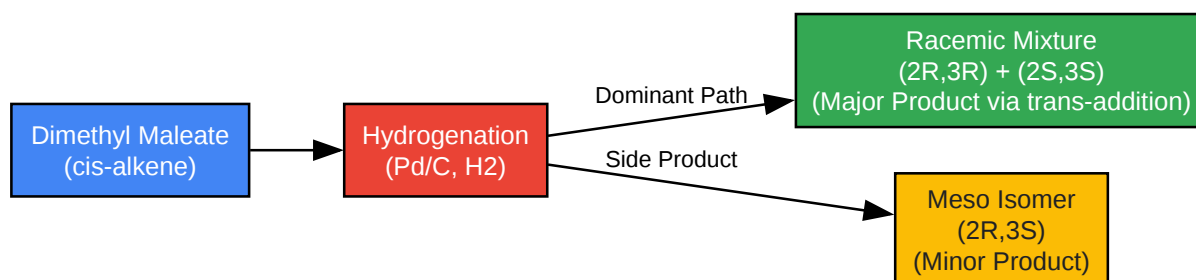 Dimethyl Maleate
(cis-alkene)
Hydrogenation
(Pd/C, H2)
Dominant Path
Side Product
Racemic Mixture
(2R,3R) + (2S,3S)
(Major Product via trans-addition)
Meso Isomer
(2R,3S)
(Minor Product)